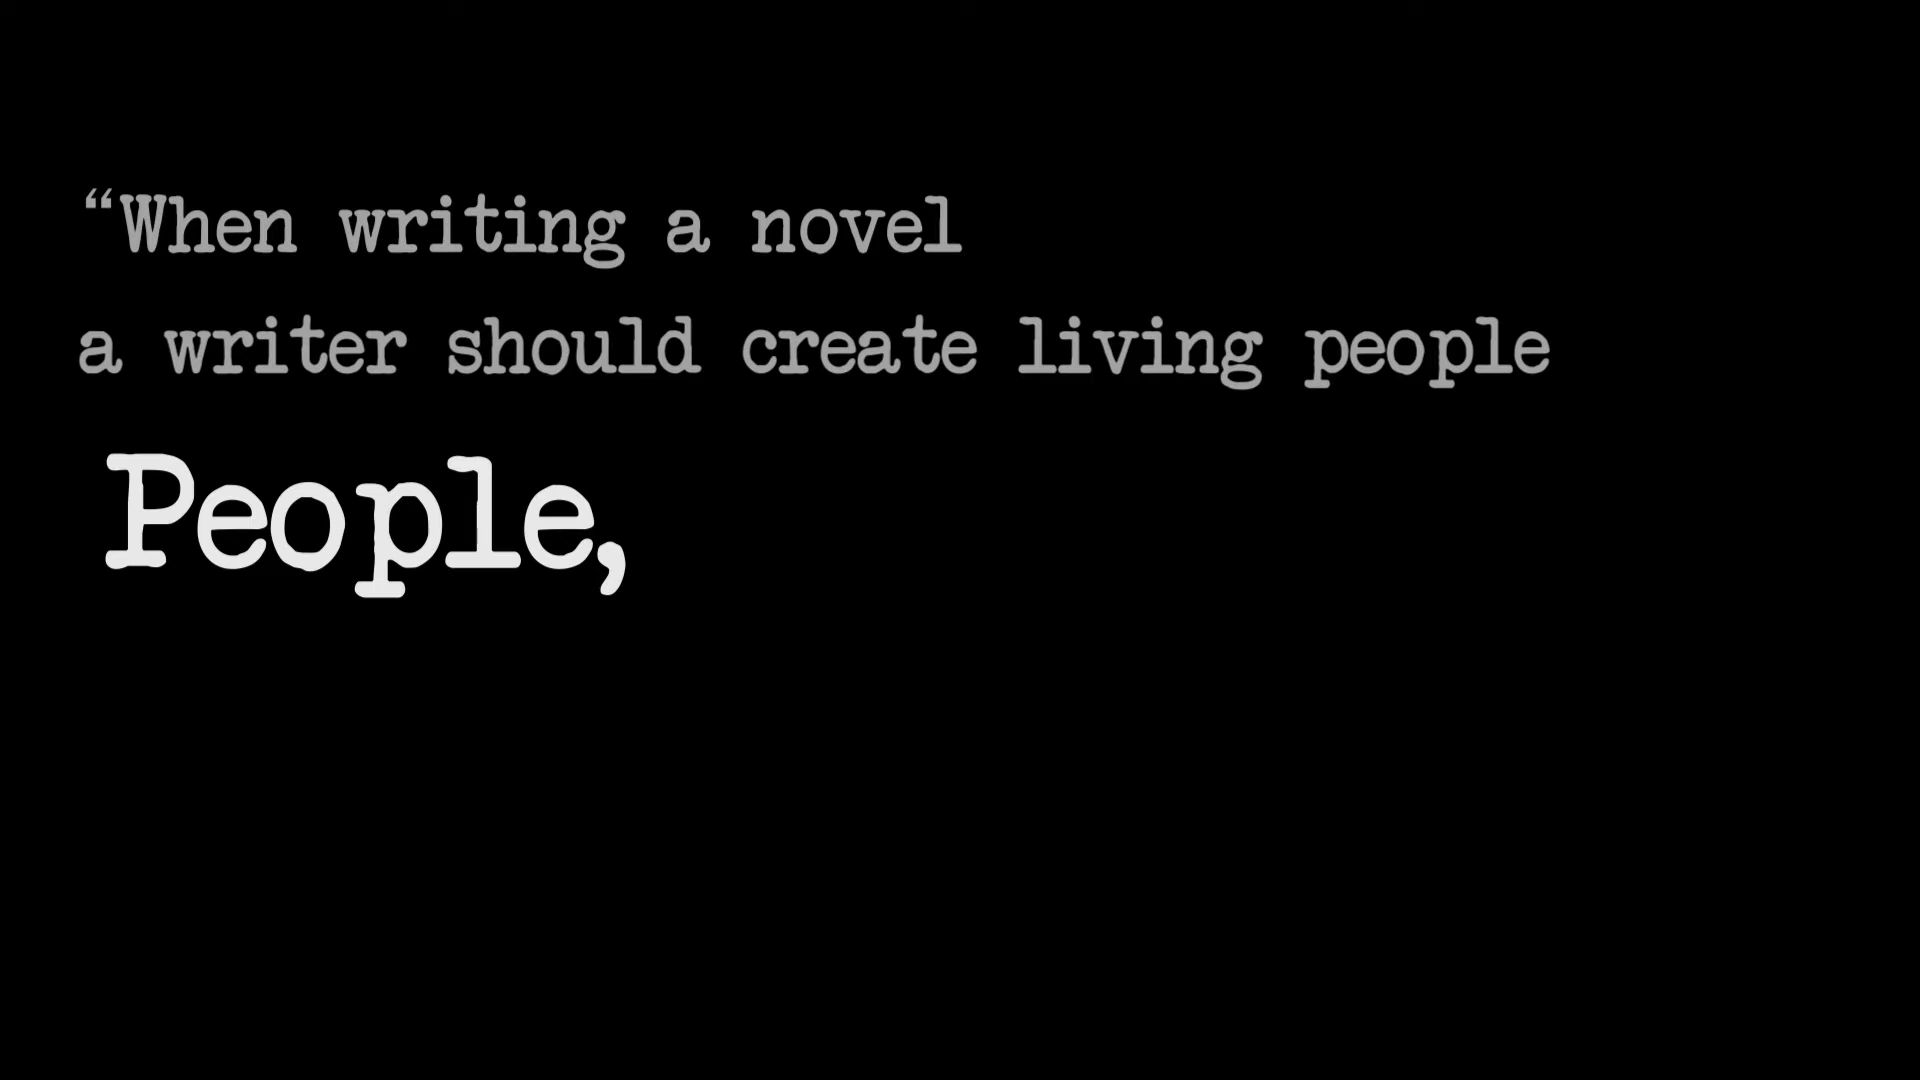 “When writing a novel
a writer should create living people
People,